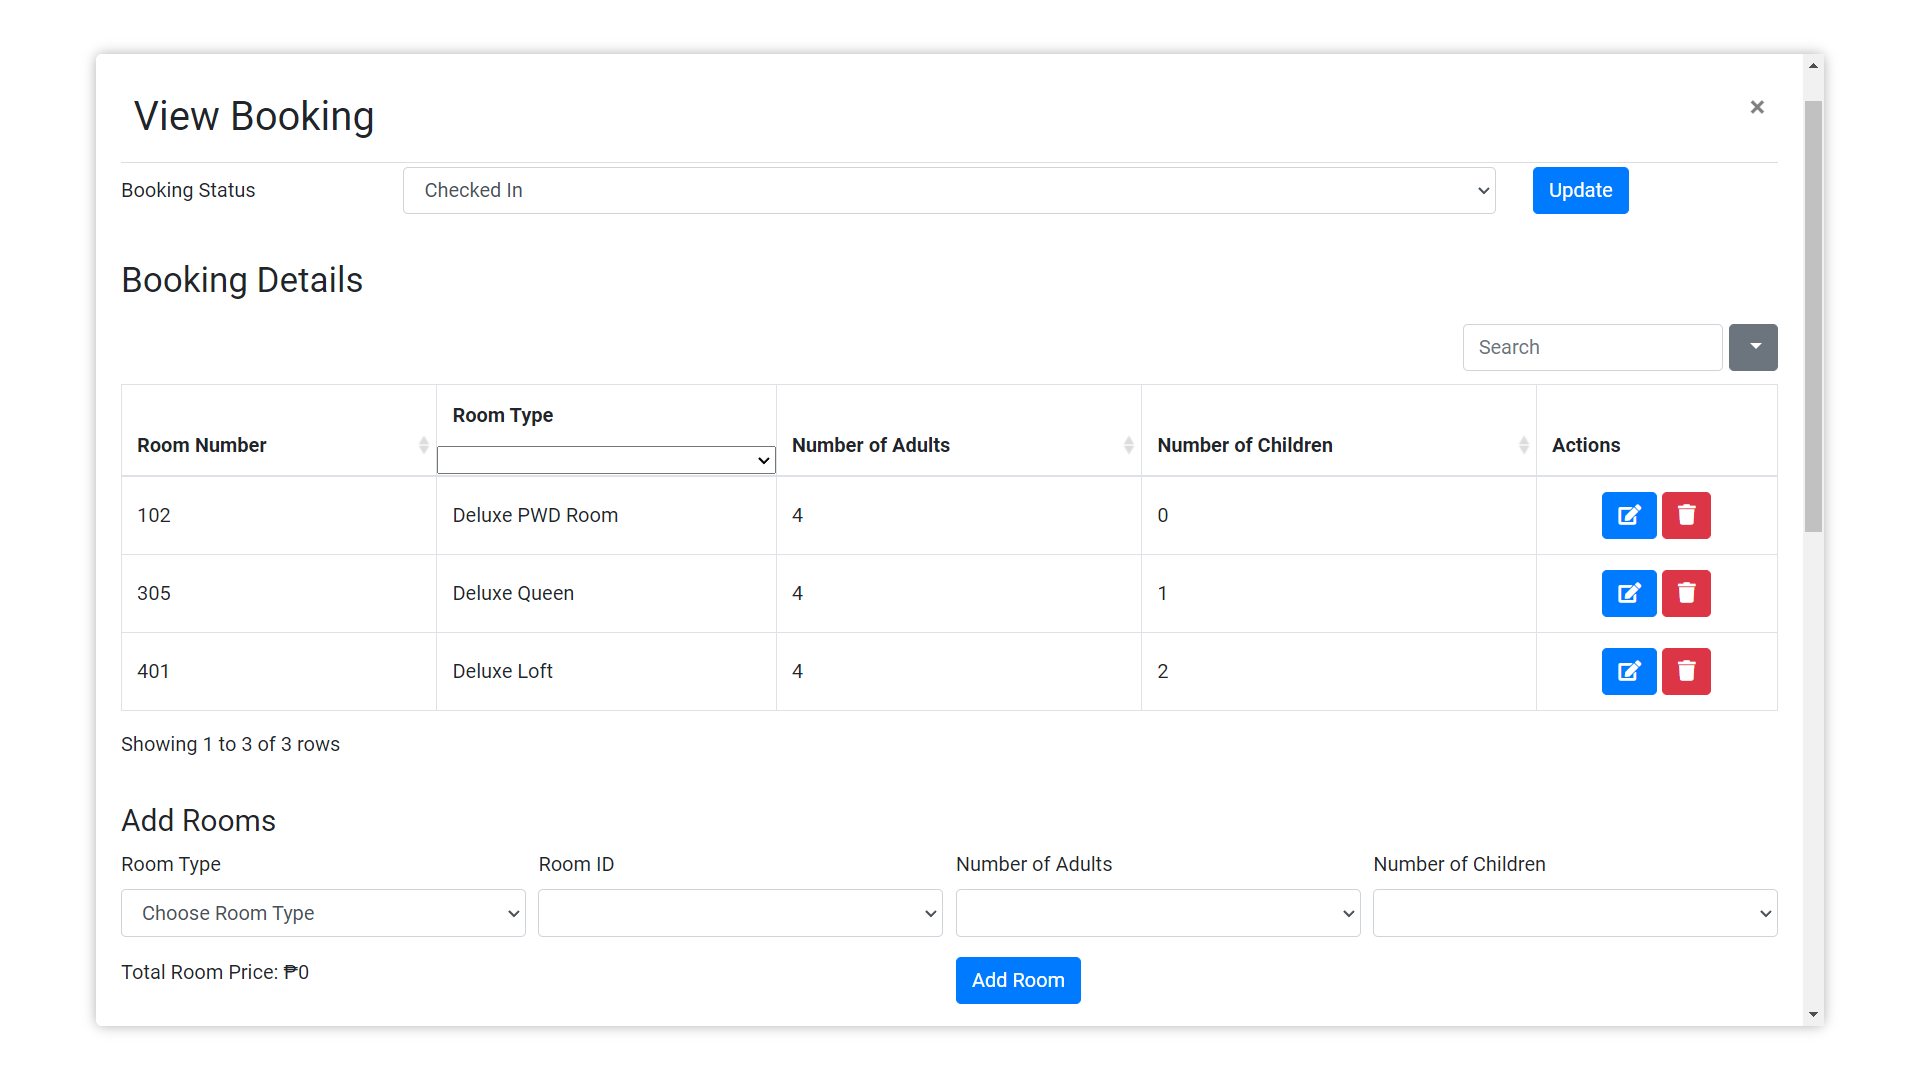 View Booking
×
Booking Status
Checked In
Update
Booking Details
Search
Room Number
Room Type
Number of Adults
Number of Children
Actions
102 Deluxe PWD Room 4 0
305 Deluxe Queen 4 1
401 Deluxe Loft 4 2
Showing 1 to 3 of 3 rows
Add Rooms
Room Type
Room ID
Number of Adults
Number of Children
Choose Room Type
Total Room Price: ₱0
Add Room